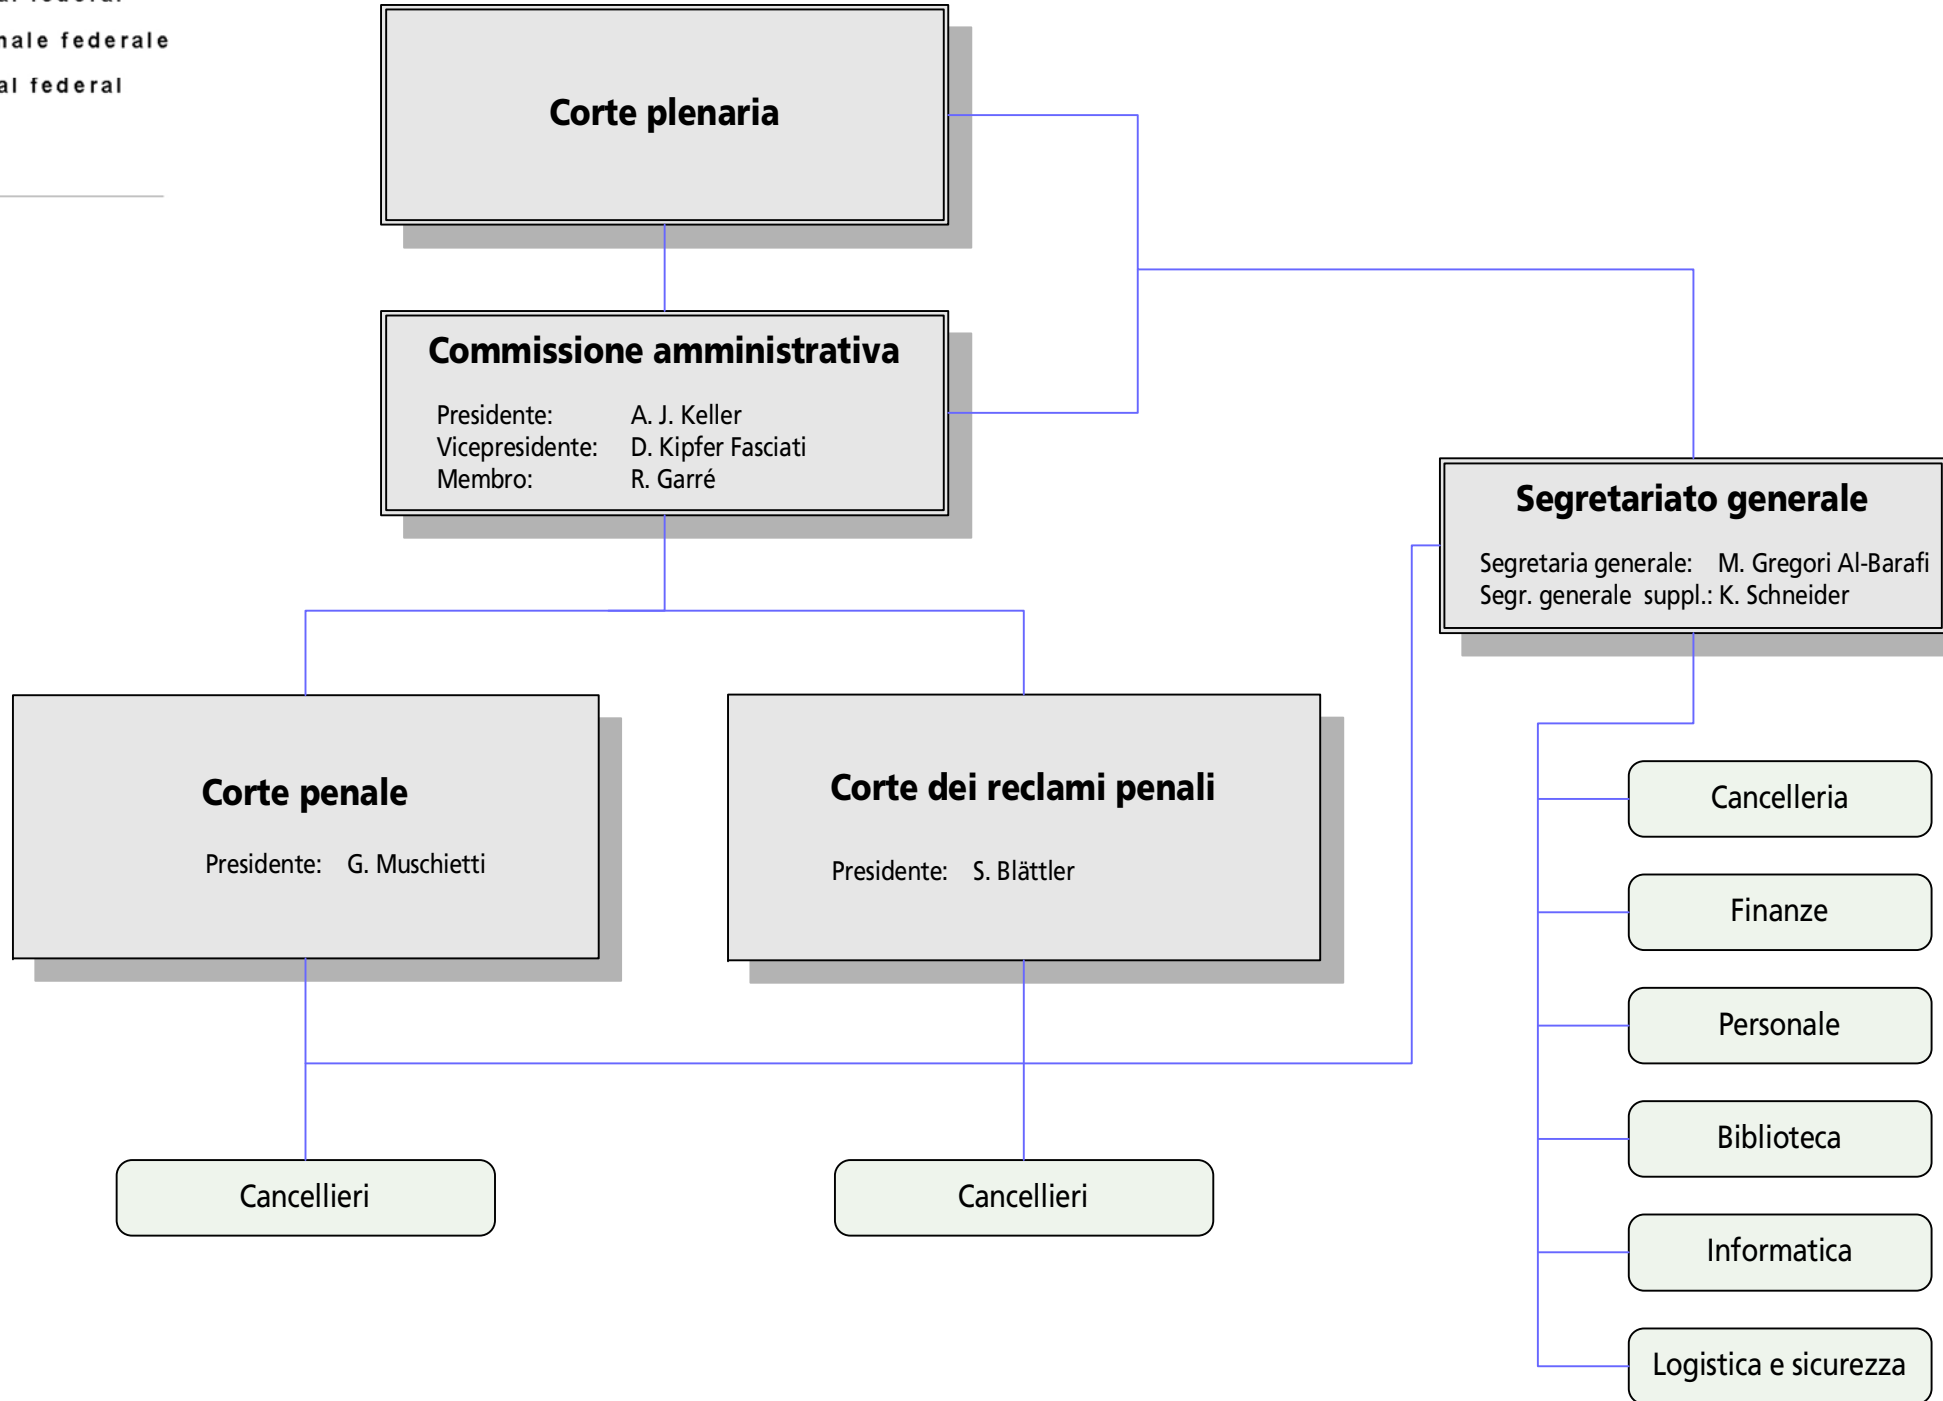 federal
nale federale
al federal
Corte plenaria
Commissione amministrativa
Presidente: A. J. Keller
Vicepresidente: D. Kipfer Fasciati
Membro: R. Garré
Segretariato generale
Segretaria generale: M. Gregori Al-Barafi
Segr. generale suppl.: K. Schneider
Corte penale
Presidente: G. Muschietti
Corte dei reclami penali
Presidente: S. Blättler
Cancelleria
Finanze
Personale
Biblioteca
Informatica
Logistica e sicurezza
Cancellieri
Cancellieri